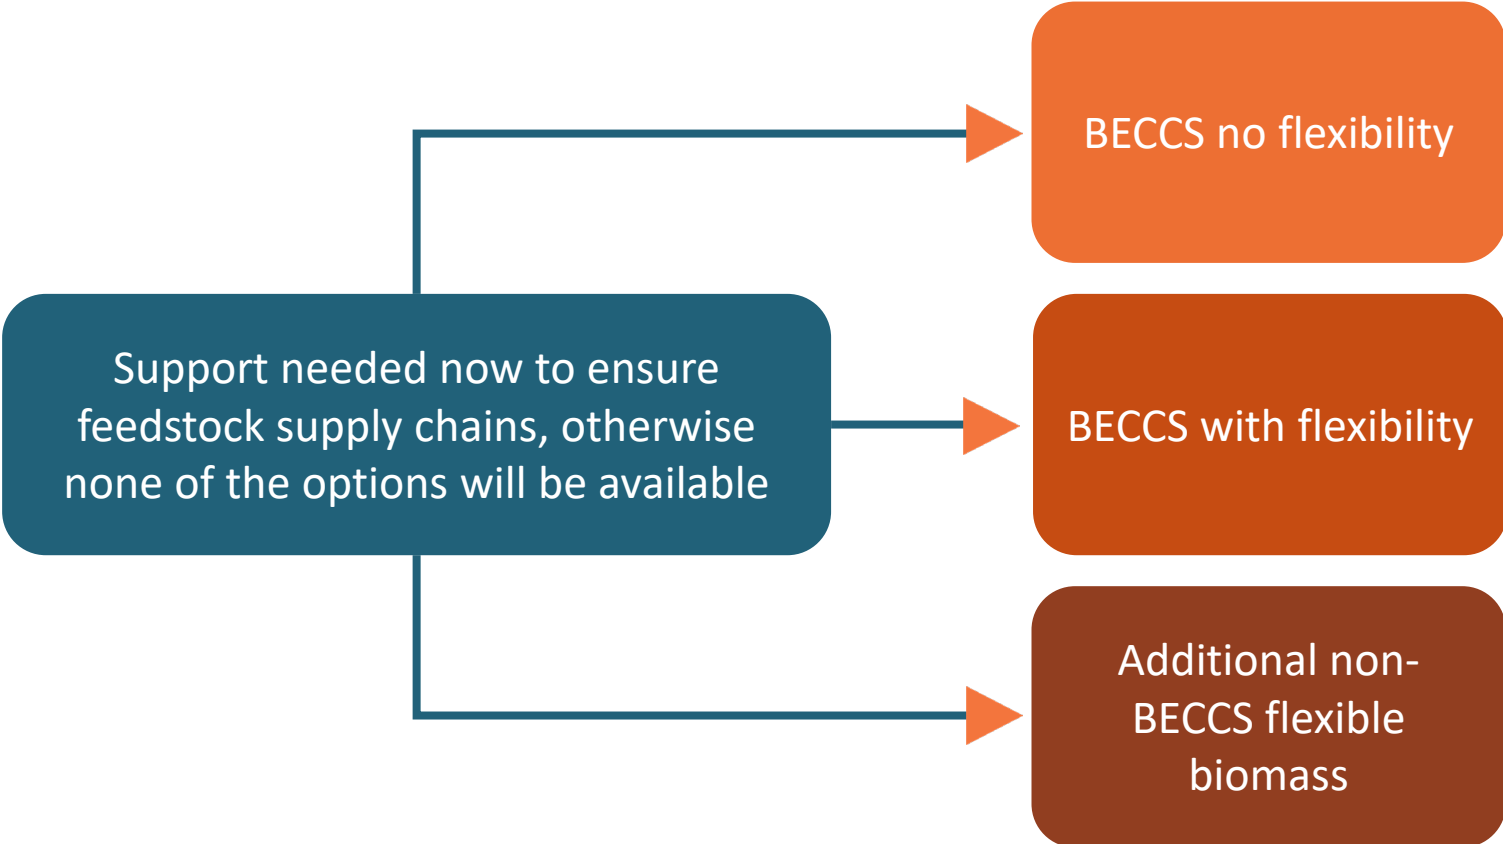 BECCS no flexibility
Support needed now to ensure
feedstock supply chains, otherwise
none of the options will be available
BECCS with flexibility
Additional non-
BECCS flexible
biomass